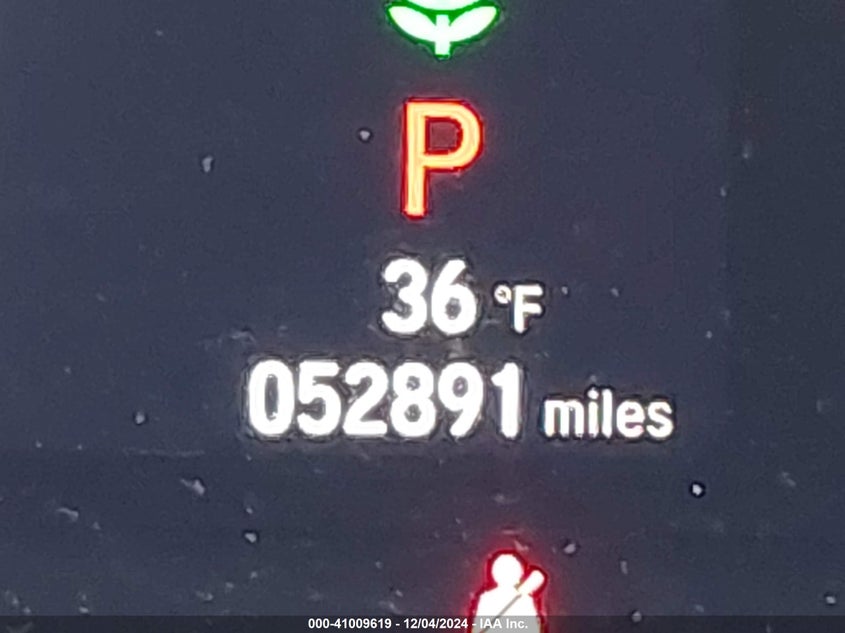 P
36 °F
052891 miles
000-41009619 - 12/04/2024 - IAA Inc.